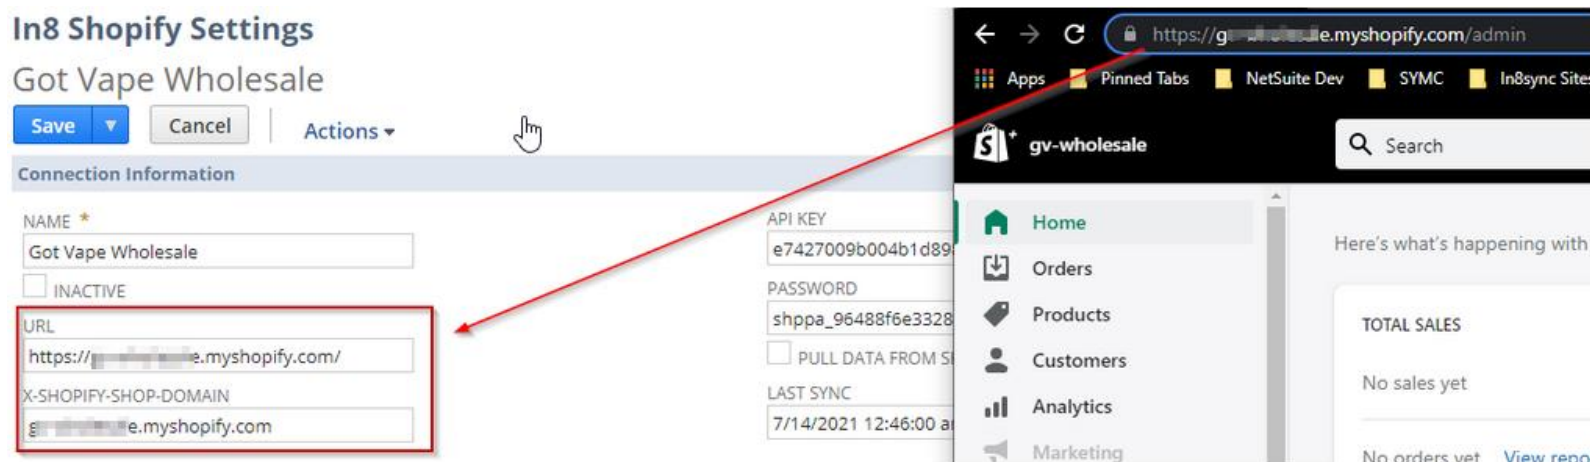 In8 Shopify Settings
Got Vape Wholesale
Save
Cancel
Actions
Connection Information
NAME *
Got Vape Wholesale
INACTIVE
URL
https://g e.myshopify.com/
X-SHOPIFY-SHOP-DOMAIN
g e.myshopify.com
API KEY
e7427009b004b1d89
PASSWORD
shppa_96488f6e3328
PULL DATA FROM S
LAST SYNC
7/14/2021 12:46:00 a
https://g e.myshopify.com/admin
Apps Pinned Tabs NetSuite Dev SYMC In8sync Sites
gv-wholesale
Search
Home
Orders
Products
Customers
Analytics
Marketing
Here's what's happening with
TOTAL SALES
No sales yet
No orders yet View repo